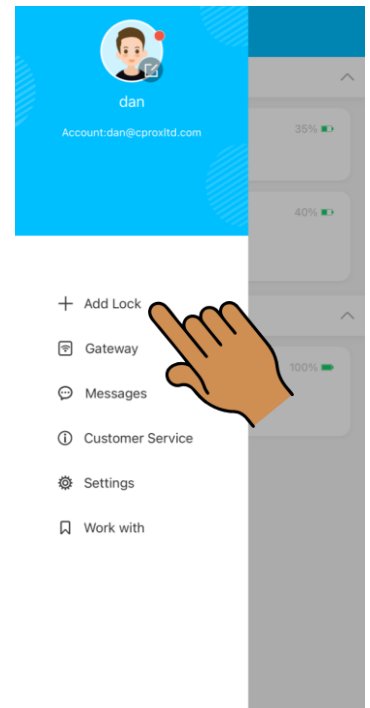 dan
Account:dan@cproxltd.com
35%
40%
100%
Add Lock
Gateway
Messages
Customer Service
Settings
Work with